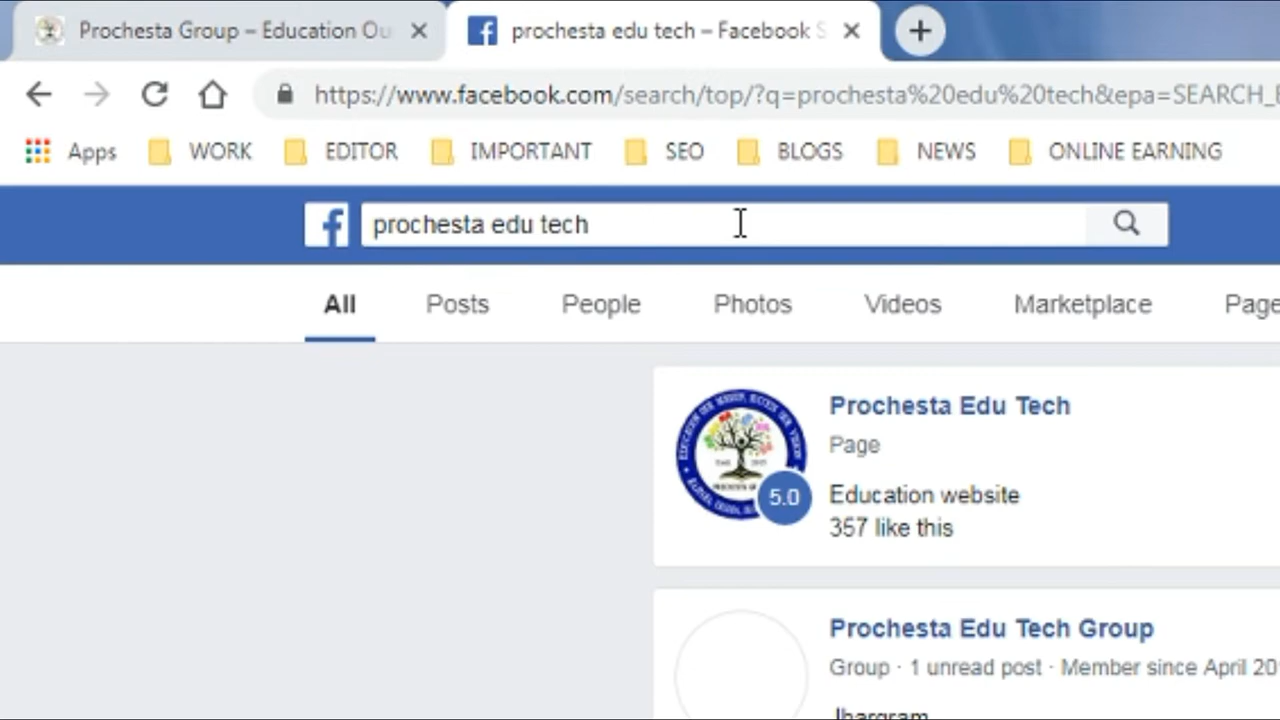 Prochesta Group – Education Ou
prochesta edu tech – Facebook S
https://www.facebook.com/search/top/?q=prochesta%20edu%20tech&epa=SEARCH_
Apps WORK EDITOR IMPORTANT SEO BLOGS NEWS ONLINE EARNING
prochesta edu tech
All Posts People Photos Videos Marketplace Page
Prochesta Edu Tech
Page
5.0
Education website
357 like this
Prochesta Edu Tech Group
Group · 1 unread post · Member since April 20
Jhargram